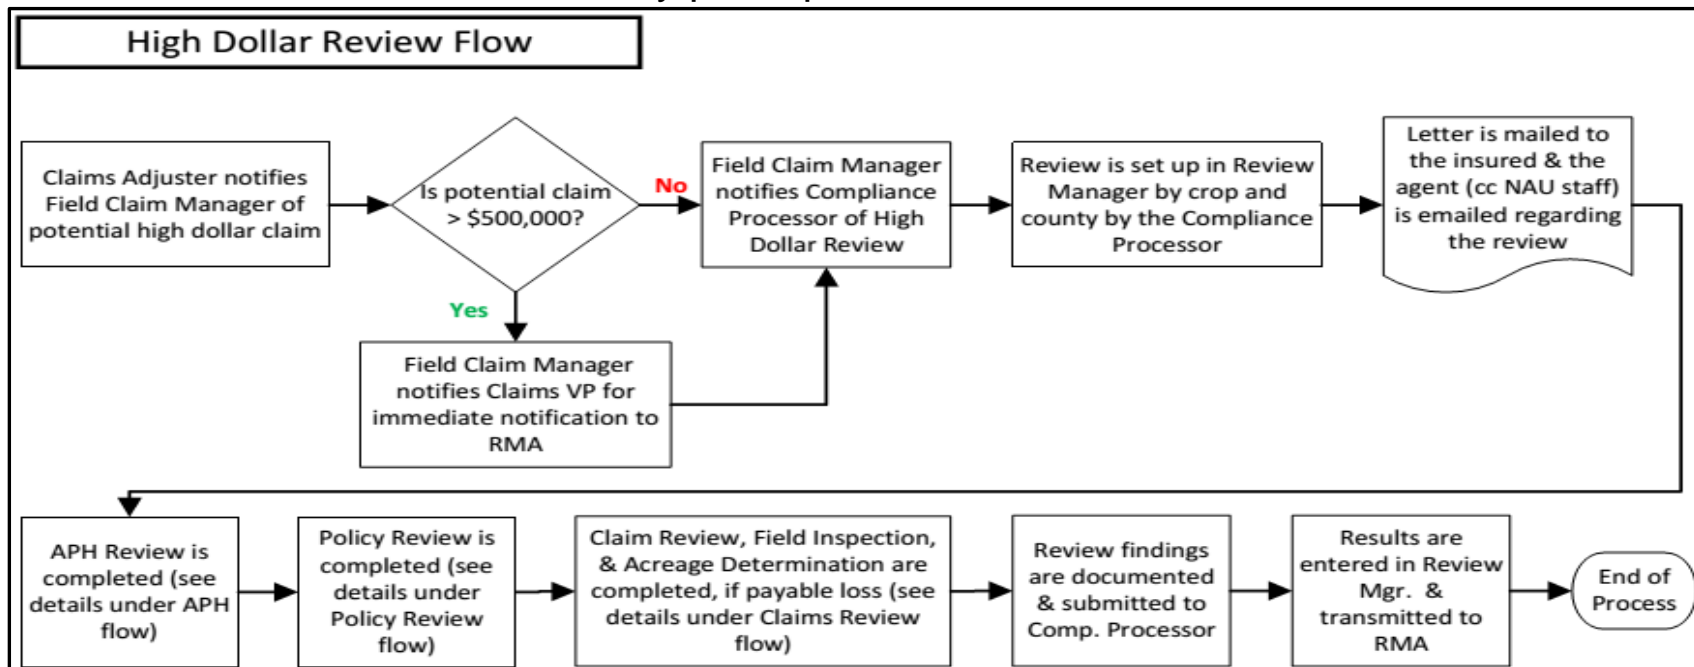 High Dollar Review Flow
Claims Adjuster notifies
Field Claim Manager of
potential high dollar claim
Is potential claim
> $500,000?
No
Yes
Field Claim Manager
notifies Claims VP for
immediate notification to
RMA
Field Claim Manager
notifies Compliance
Processor of High
Dollar Review
Review is set up in Review
Manager by crop and
county by the Compliance
Processor
Letter is mailed to
the insured & the
agent (cc NAU staff)
is emailed regarding
the review
APH Review is
completed (see
details under APH
flow)
Policy Review is
completed (see
details under
Policy Review
flow)
Claim Review, Field Inspection,
& Acreage Determination are
completed, if payable loss (see
details under Claims Review
flow)
Review findings
are documented
& submitted to
Comp. Processor
Results are
entered in Review
Mgr. &
transmitted to
RMA
End of
Process